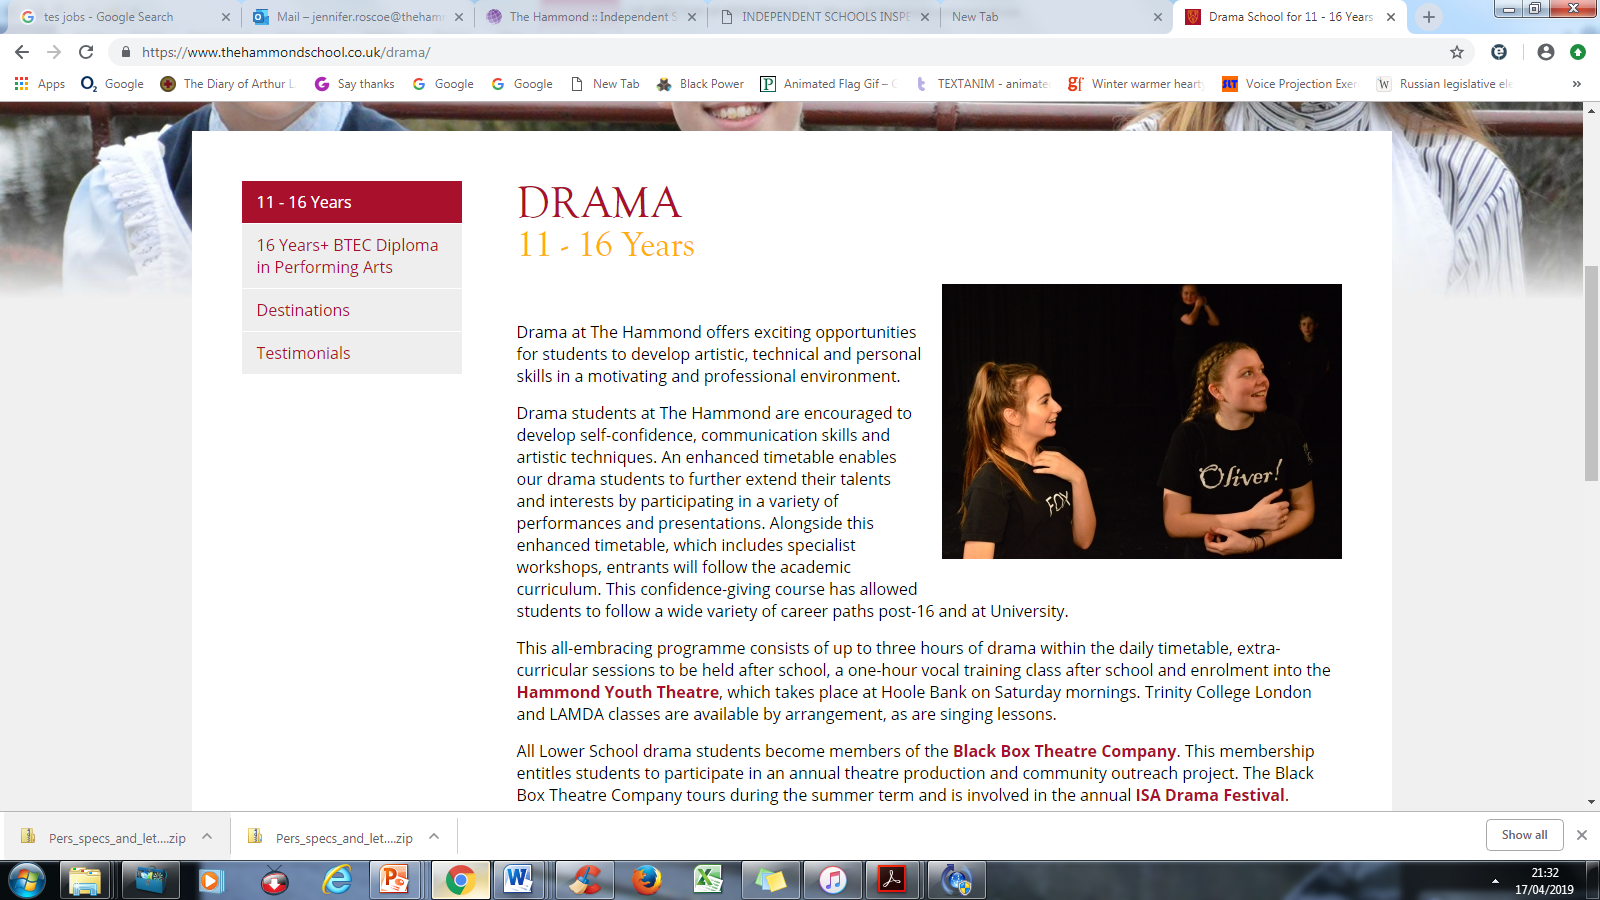 tes jobs - Google Search
Mail – jennifer.roscoe@theham
The Hammond :: Independent S
INDEPENDENT SCHOOLS INSPE
New Tab
Drama School for 11 - 16 Years
https://www.thehammondschool.co.uk/drama/
Apps
O2 Google
The Diary of Arthur L
Say thanks
Google
Google
New Tab
Black Power
Animated Flag Gif – C
TEXTANIM - animate
gf Winter warmer heart
SLT Voice Projection Exer
W Russian legislative ele
»
11 - 16 Years
16 Years+ BTEC Diploma
in Performing Arts
Destinations
Testimonials
DRAMA
11 - 16 Years
Drama at The Hammond offers exciting opportunities
for students to develop artistic, technical and personal
skills in a motivating and professional environment.
Drama students at The Hammond are encouraged to
develop self-confidence, communication skills and
artistic techniques. An enhanced timetable enables
our drama students to further extend their talents
and interests by participating in a variety of
performances and presentations. Alongside this
enhanced timetable, which includes specialist
workshops, entrants will follow the academic
curriculum. This confidence-giving course has allowed
students to follow a wide variety of career paths post-16 and at University.
FOX
Oliver!
This all-embracing programme consists of up to three hours of drama within the daily timetable, extra-
curricular sessions to be held after school, a one-hour vocal training class after school and enrolment into the
Hammond Youth Theatre, which takes place at Hoole Bank on Saturday mornings. Trinity College London
and LAMDA classes are available by arrangement, as are singing lessons.
All Lower School drama students become members of the Black Box Theatre Company. This membership
entitles students to participate in an annual theatre production and community outreach project. The Black
Box Theatre Company tours during the summer term and is involved in the annual ISA Drama Festival.
Pers_specs_and_let....zip
Pers_specs_and_let....zip
Show all
21:32
17/04/2019